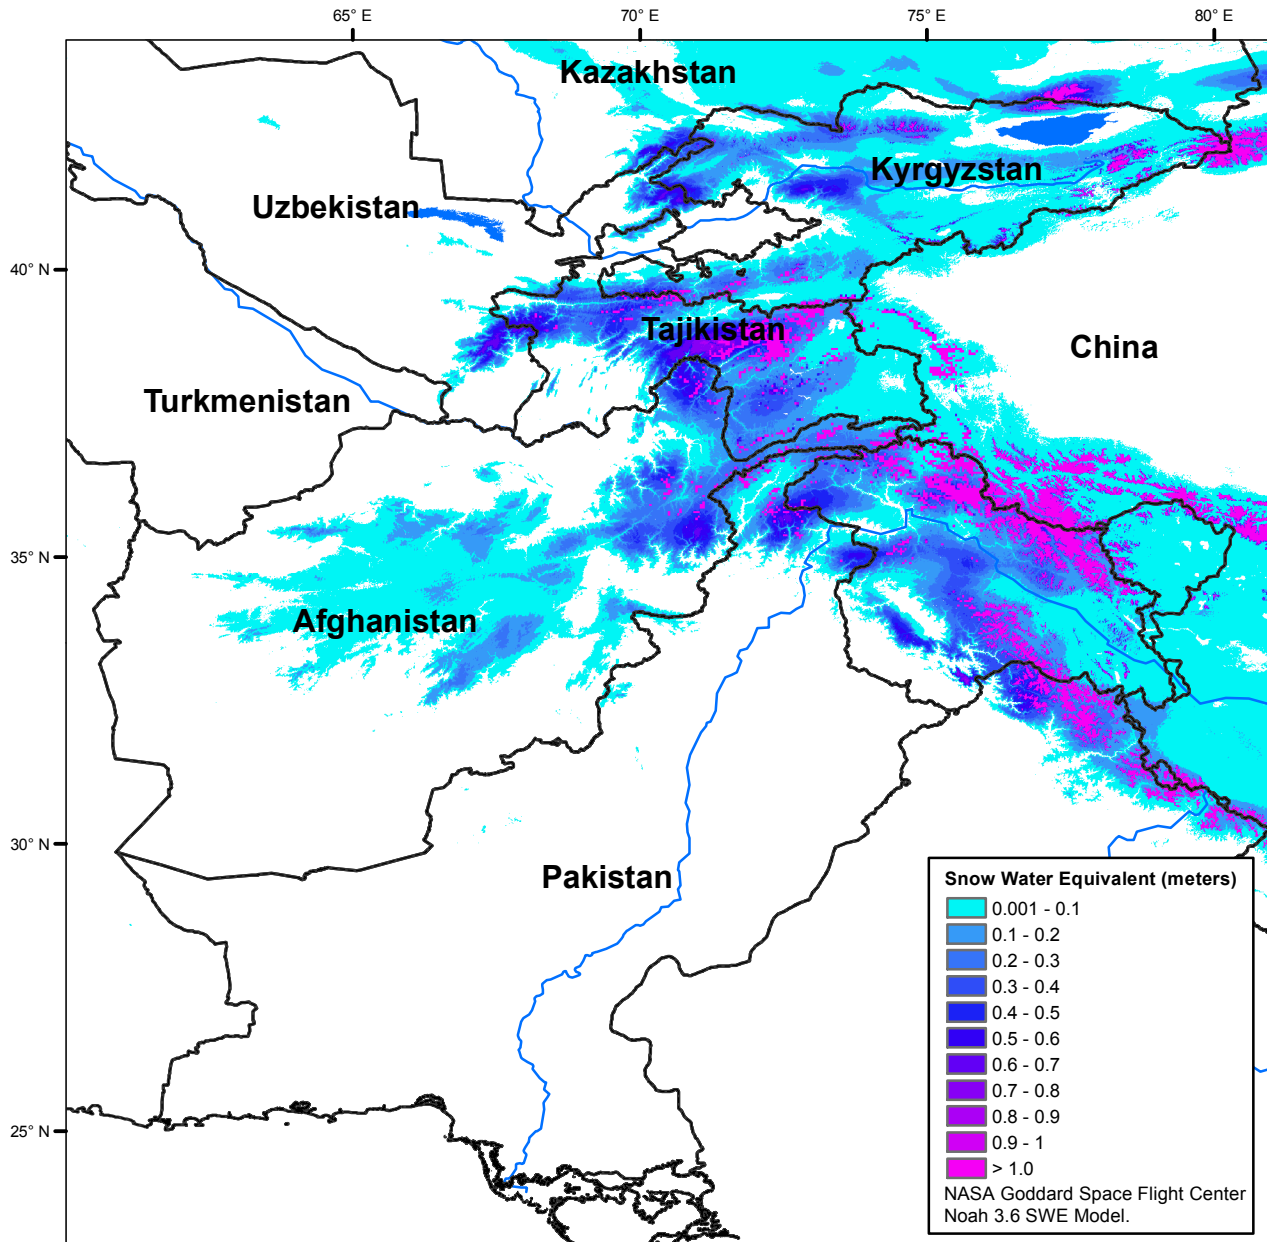 65° E
70° E
75° E
80° E
Kazakhstan
Kyrgyzstan
Uzbekistan
40° N
Tajikistan
China
Turkmenistan
35° N
Afghanistan
30° N
Pakistan
25° N
Snow Water Equivalent (meters)
0.001 - 0.1
0.1 - 0.2
0.2 - 0.3
0.3 - 0.4
0.4 - 0.5
0.5 - 0.6
0.6 - 0.7
0.7 - 0.8
0.8 - 0.9
0.9 - 1
> 1.0
NASA Goddard Space Flight Center
Noah 3.6 SWE Model.